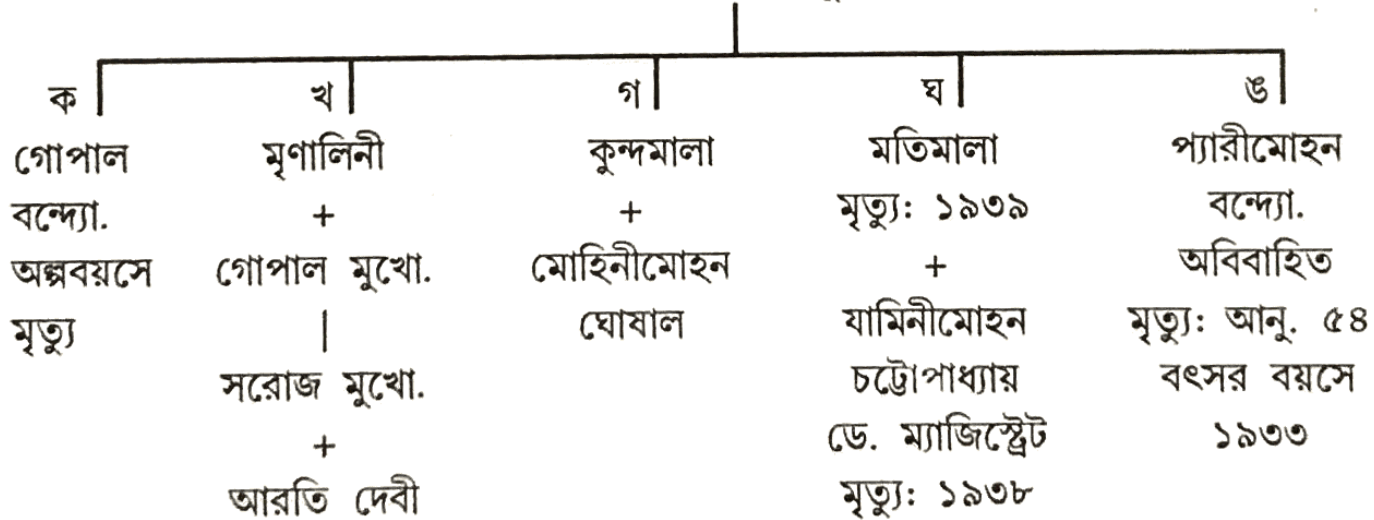 ক খ গ ঘ ঙ
গোপাল মৃণালিনী কুন্দমালা মতিমালা প্যারীমোহন
বন্দ্যো. + + মৃত্যু: ১৯৩৯ বন্দ্যো.
অল্পবয়সে গোপাল মুখো. মোহিনীমোহন + অবিবাহিত
মৃত্যু | ঘোষাল যামিনীমোহন মৃত্যু: আনু. ৫৪
সরোজ মুখো. চট্টোপাধ্যায় বৎসর বয়সে
+ ডে. ম্যাজিস্ট্রেট ১৯৩৩
আরতি দেবী মৃত্যু: ১৯৩৮